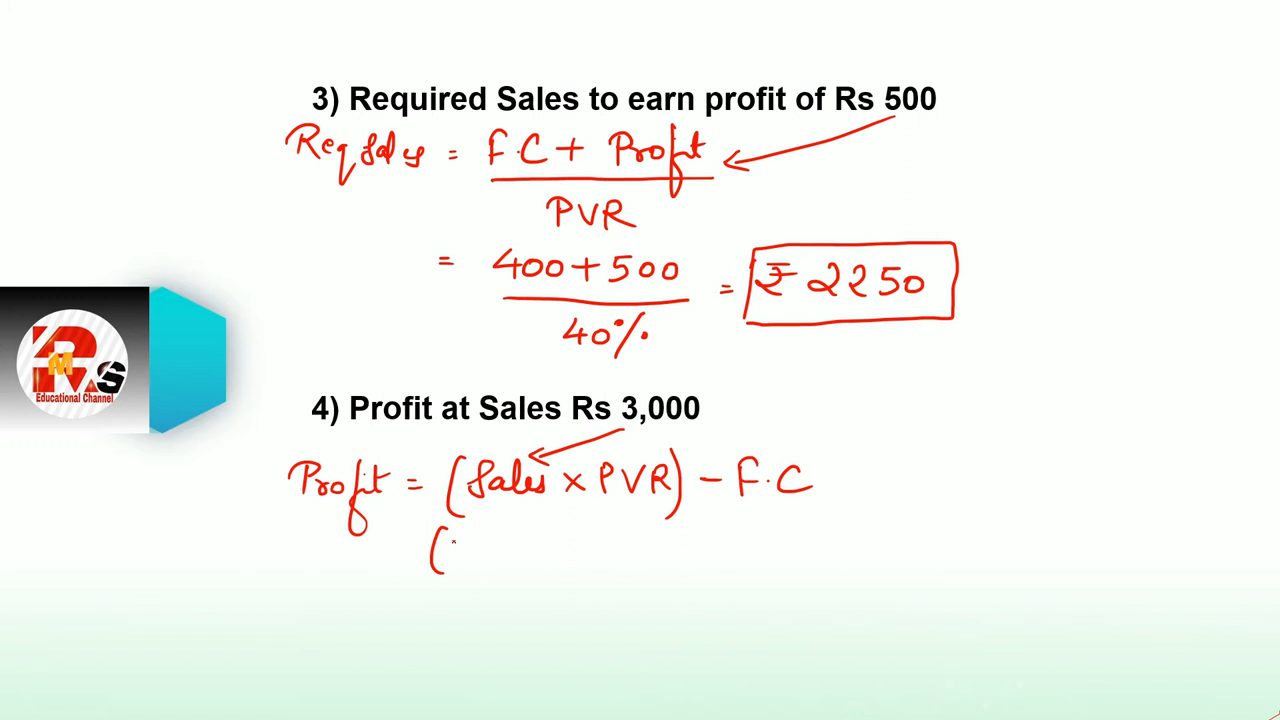 3) Required Sales to earn profit of Rs 500
Req Sales = F.C + Profit
PVR
= 400 + 500
40%
= ₹ 2250
4) Profit at Sales Rs 3,000
Profit = (Sales × PVR) - F.C
(
RMS
Educational Channel